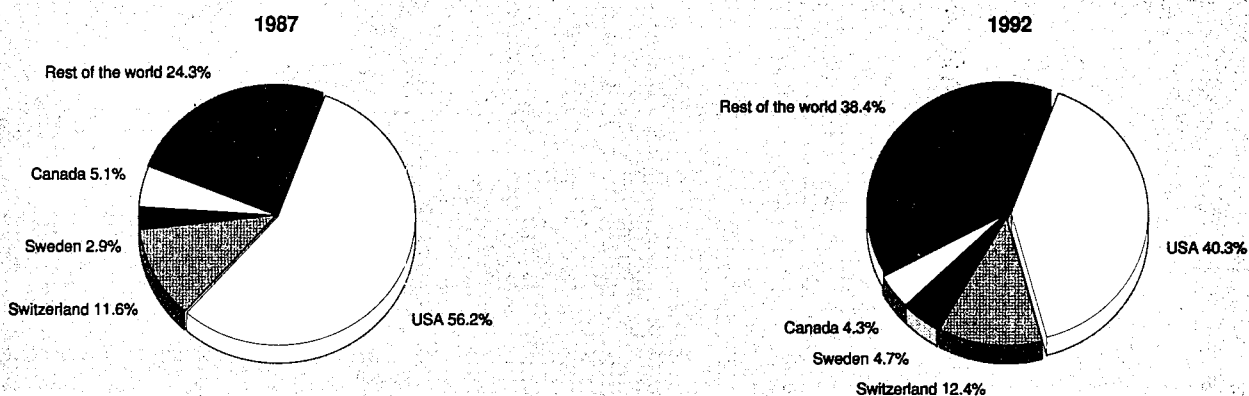 1987
Rest of the world 24.3%
Canada 5.1%
Sweden 2.9%
Switzerland 11.6%
USA 56.2%
1992
Rest of the world 38.4%
USA 40.3%
Canada 4.3%
Sweden 4.7%
Switzerland 12.4%